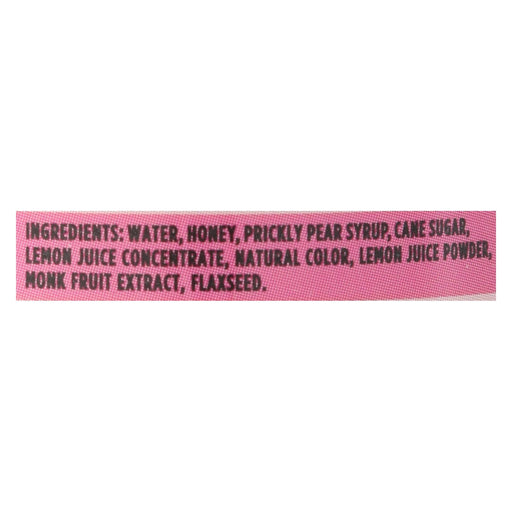 INGREDIENTS: WATER, HONEY, PRICKLY PEAR SYRUP, CANE SUGAR,
LEMON JUICE CONCENTRATE, NATURAL COLOR, LEMON JUICE POWDER,
MONK FRUIT EXTRACT, FLAXSEED.